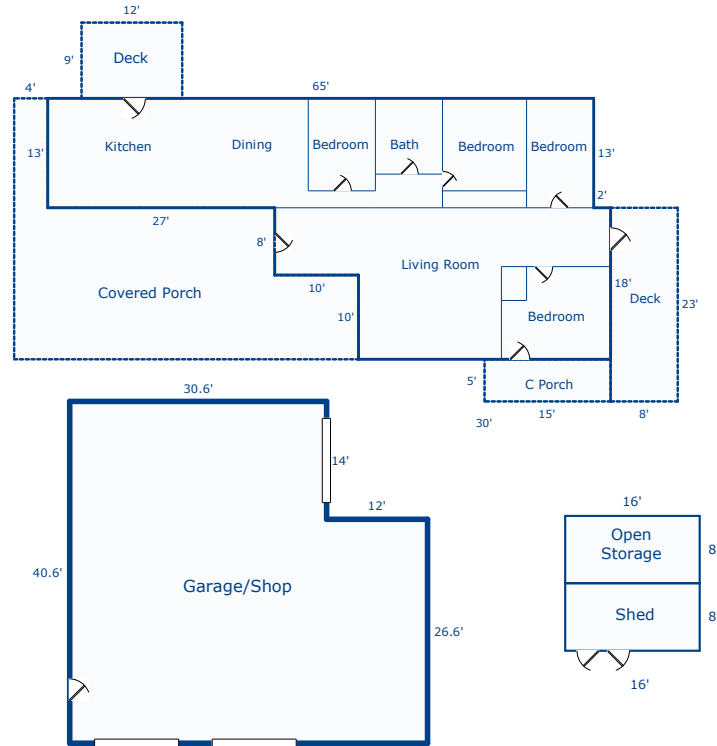 12'
9'
Deck
4'
65'
13'
Kitchen
Dining
Bedroom
Bath
Bedroom
Bedroom
13'
2'
27'
8'
Living Room
10'
18'
Covered Porch
Deck
23'
10'
Bedroom
5'
C Porch
30'
15'
8'
30.6'
14'
12'
40.6'
Garage/Shop
26.6'
16'
Open
Storage
8
Shed
8
16'